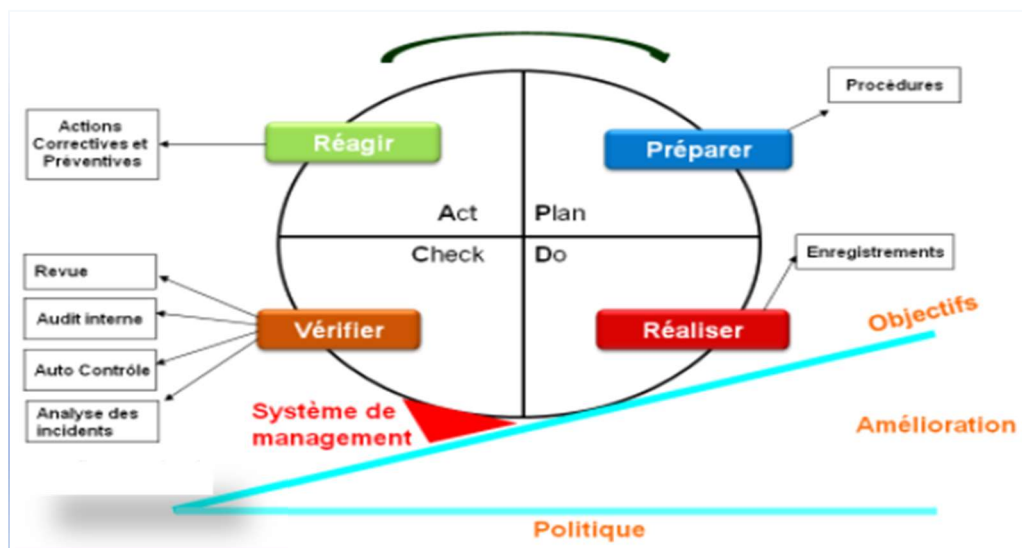 Procédures
Actions
Correctives et
Préventives
Réagir
Préparer
Act
Plan
Check
Do
Enregistrements
Revue
Audit interne
Vérifier
Réaliser
Objectifs
Auto Contrôle
Analyse des
incidents
Système de
management
Amélioration
Politique